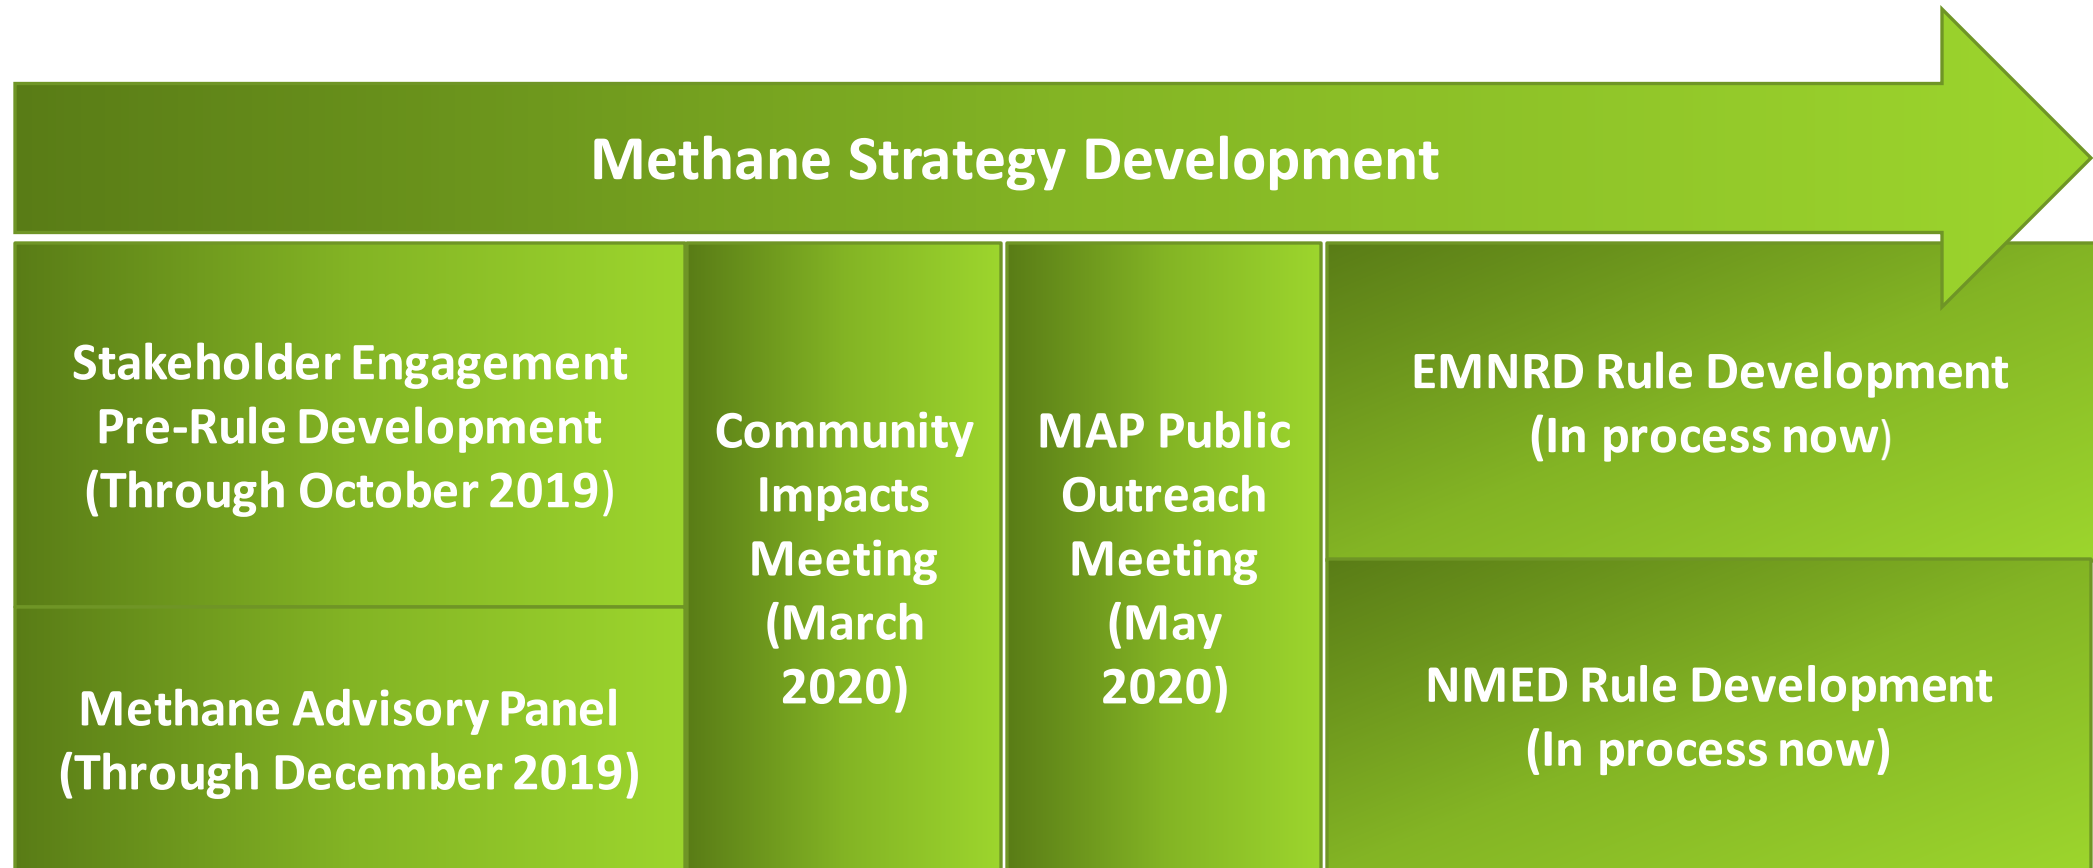 Methane Strategy Development
Stakeholder Engagement
Pre-Rule Development
(Through October 2019)
Methane Advisory Panel
(Through December 2019)
Community
Impacts
Meeting
(March
2020)
MAP Public
Outreach
Meeting
(May
2020)
EMNRD Rule Development
(In process now)
NMED Rule Development
(In process now)